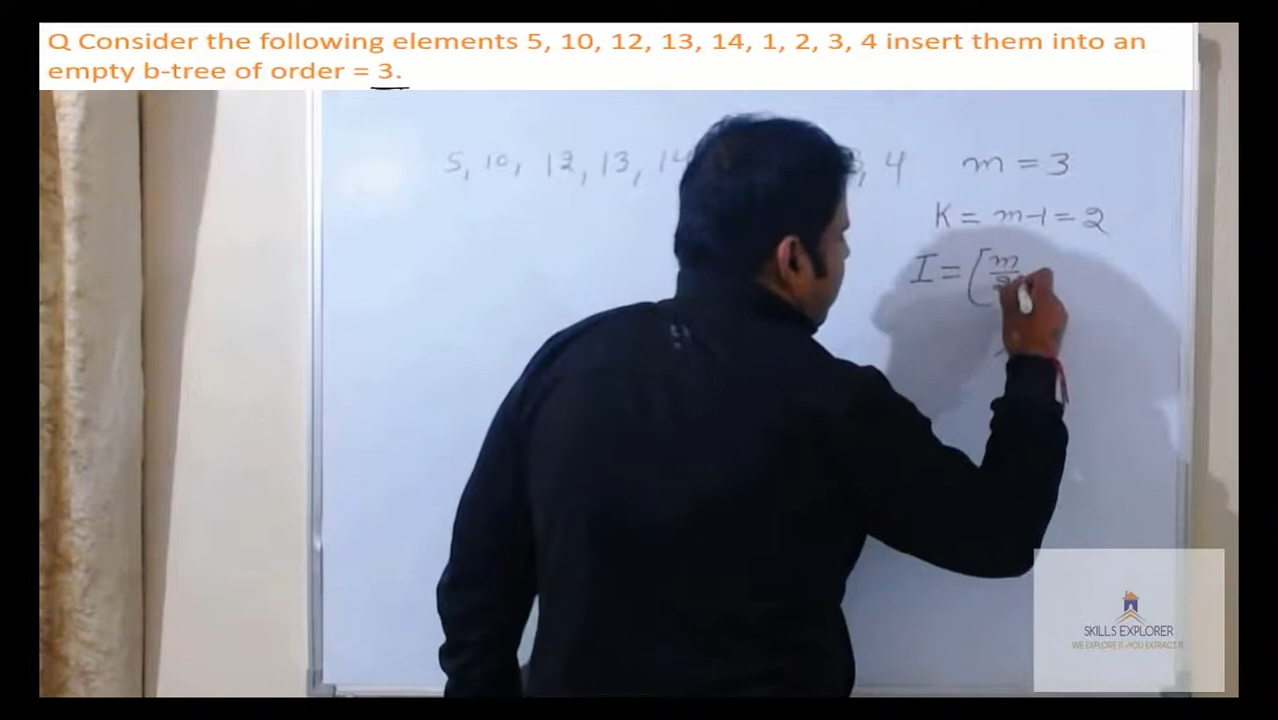 Q Consider the following elements 5, 10, 12, 13, 14, 1, 2, 3, 4 insert them into an
empty b-tree of order = 3.
5, 10, 12, 13, 14 3, 4 m = 3
K = m-1 = 2
I = [m/2
SKILLS EXPLORER
WE EXPLORE IT-YOU EXTRACT IT